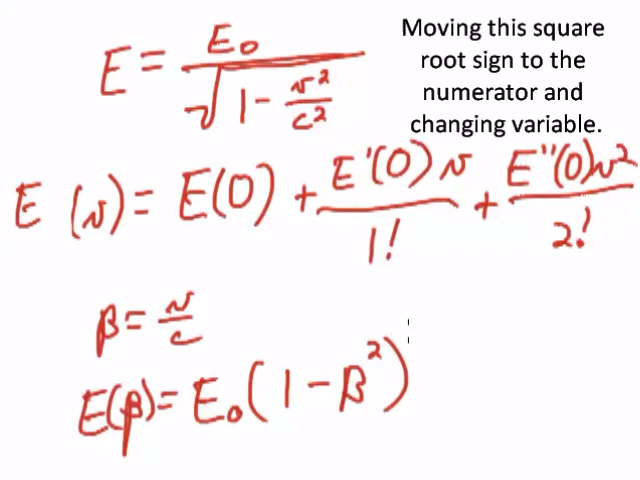 E = E₀ / √(1 - v²/c²)
Moving this square
root sign to the
numerator and
changing variable.
E (v) = E(0) + E'(0)v / 1! + E''(0)v² / 2!
β = v/c
E(β) = E₀(1 - β²)